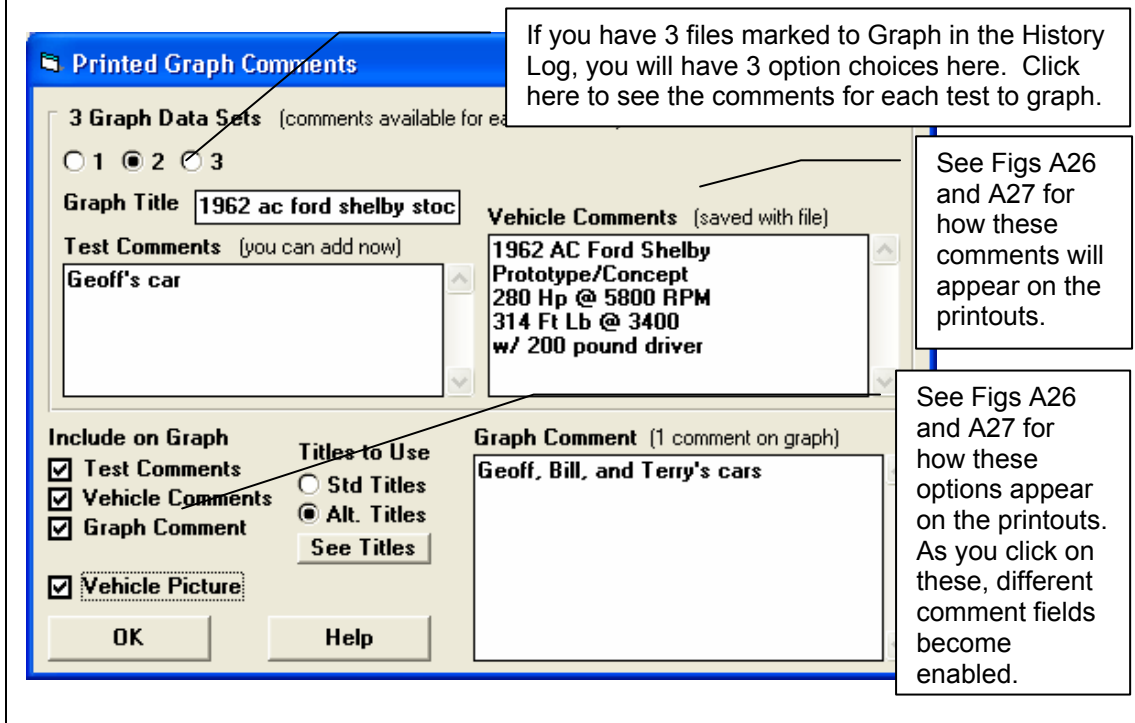 If you have 3 files marked to Graph in the History
Log, you will have 3 option choices here. Click
here to see the comments for each test to graph.
Printed Graph Comments
3 Graph Data Sets (comments available for ea
1 2 3
Graph Title 1962 ac ford shelby stoc
Test Comments (you can add now)
Geoff's car
Vehicle Comments (saved with file)
1962 AC Ford Shelby
Prototype/Concept
280 Hp @ 5800 RPM
314 Ft Lb @ 3400
w/ 200 pound driver
See Figs A26
and A27 for
how these
comments will
appear on the
printouts.
Include on Graph
Test Comments
Vehicle Comments
Graph Comment
Vehicle Picture
Titles to Use
Std Titles
Alt. Titles
See Titles
OK
Help
Graph Comment (1 comment on graph)
Geoff, Bill, and Terry's cars
See Figs A26
and A27 for
how these
options appear
on the printouts.
As you click on
these, different
comment fields
become
enabled.